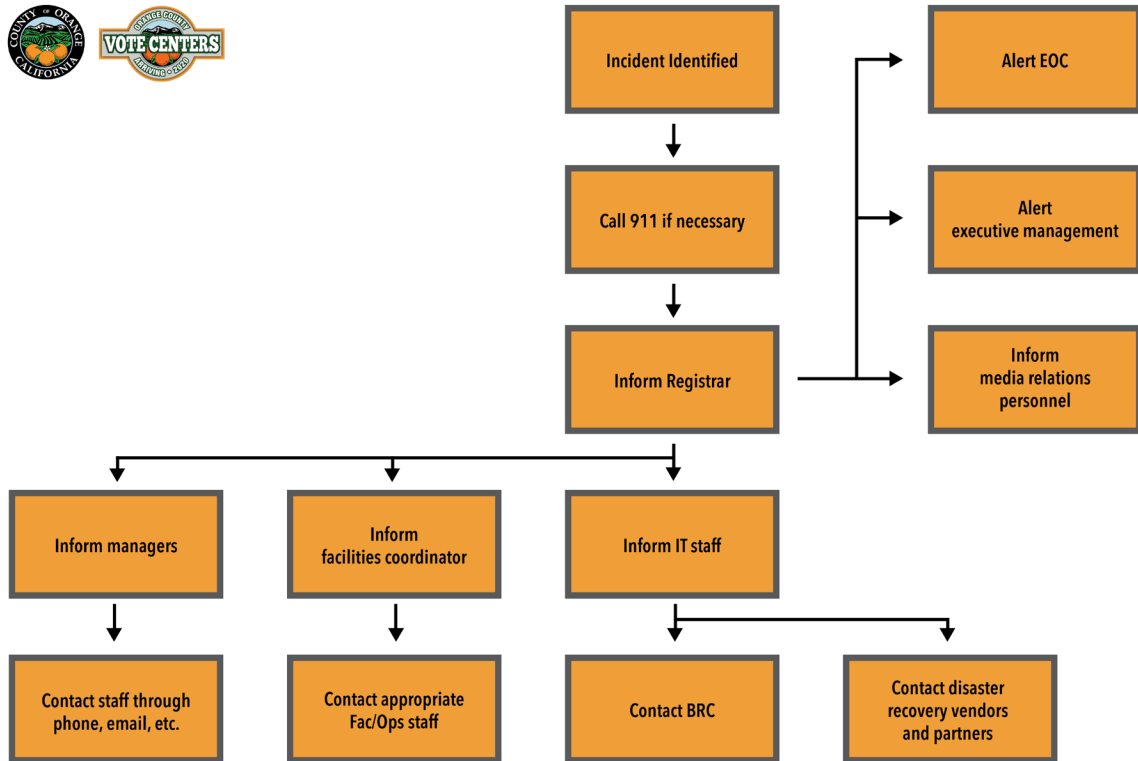 COUNTY OF ORANGE
CALIFORNIA
ORANGE COUNTY
VOTE CENTERS
ARRIVING • 2020
Incident Identified
Alert EOC
Call 911 if necessary
Alert
executive management
Inform Registrar
Inform
media relations
personnel
Inform managers
Inform
facilities coordinator
Inform IT staff
Contact staff through
phone, email, etc.
Contact appropriate
Fac/Ops staff
Contact BRC
Contact disaster
recovery vendors
and partners